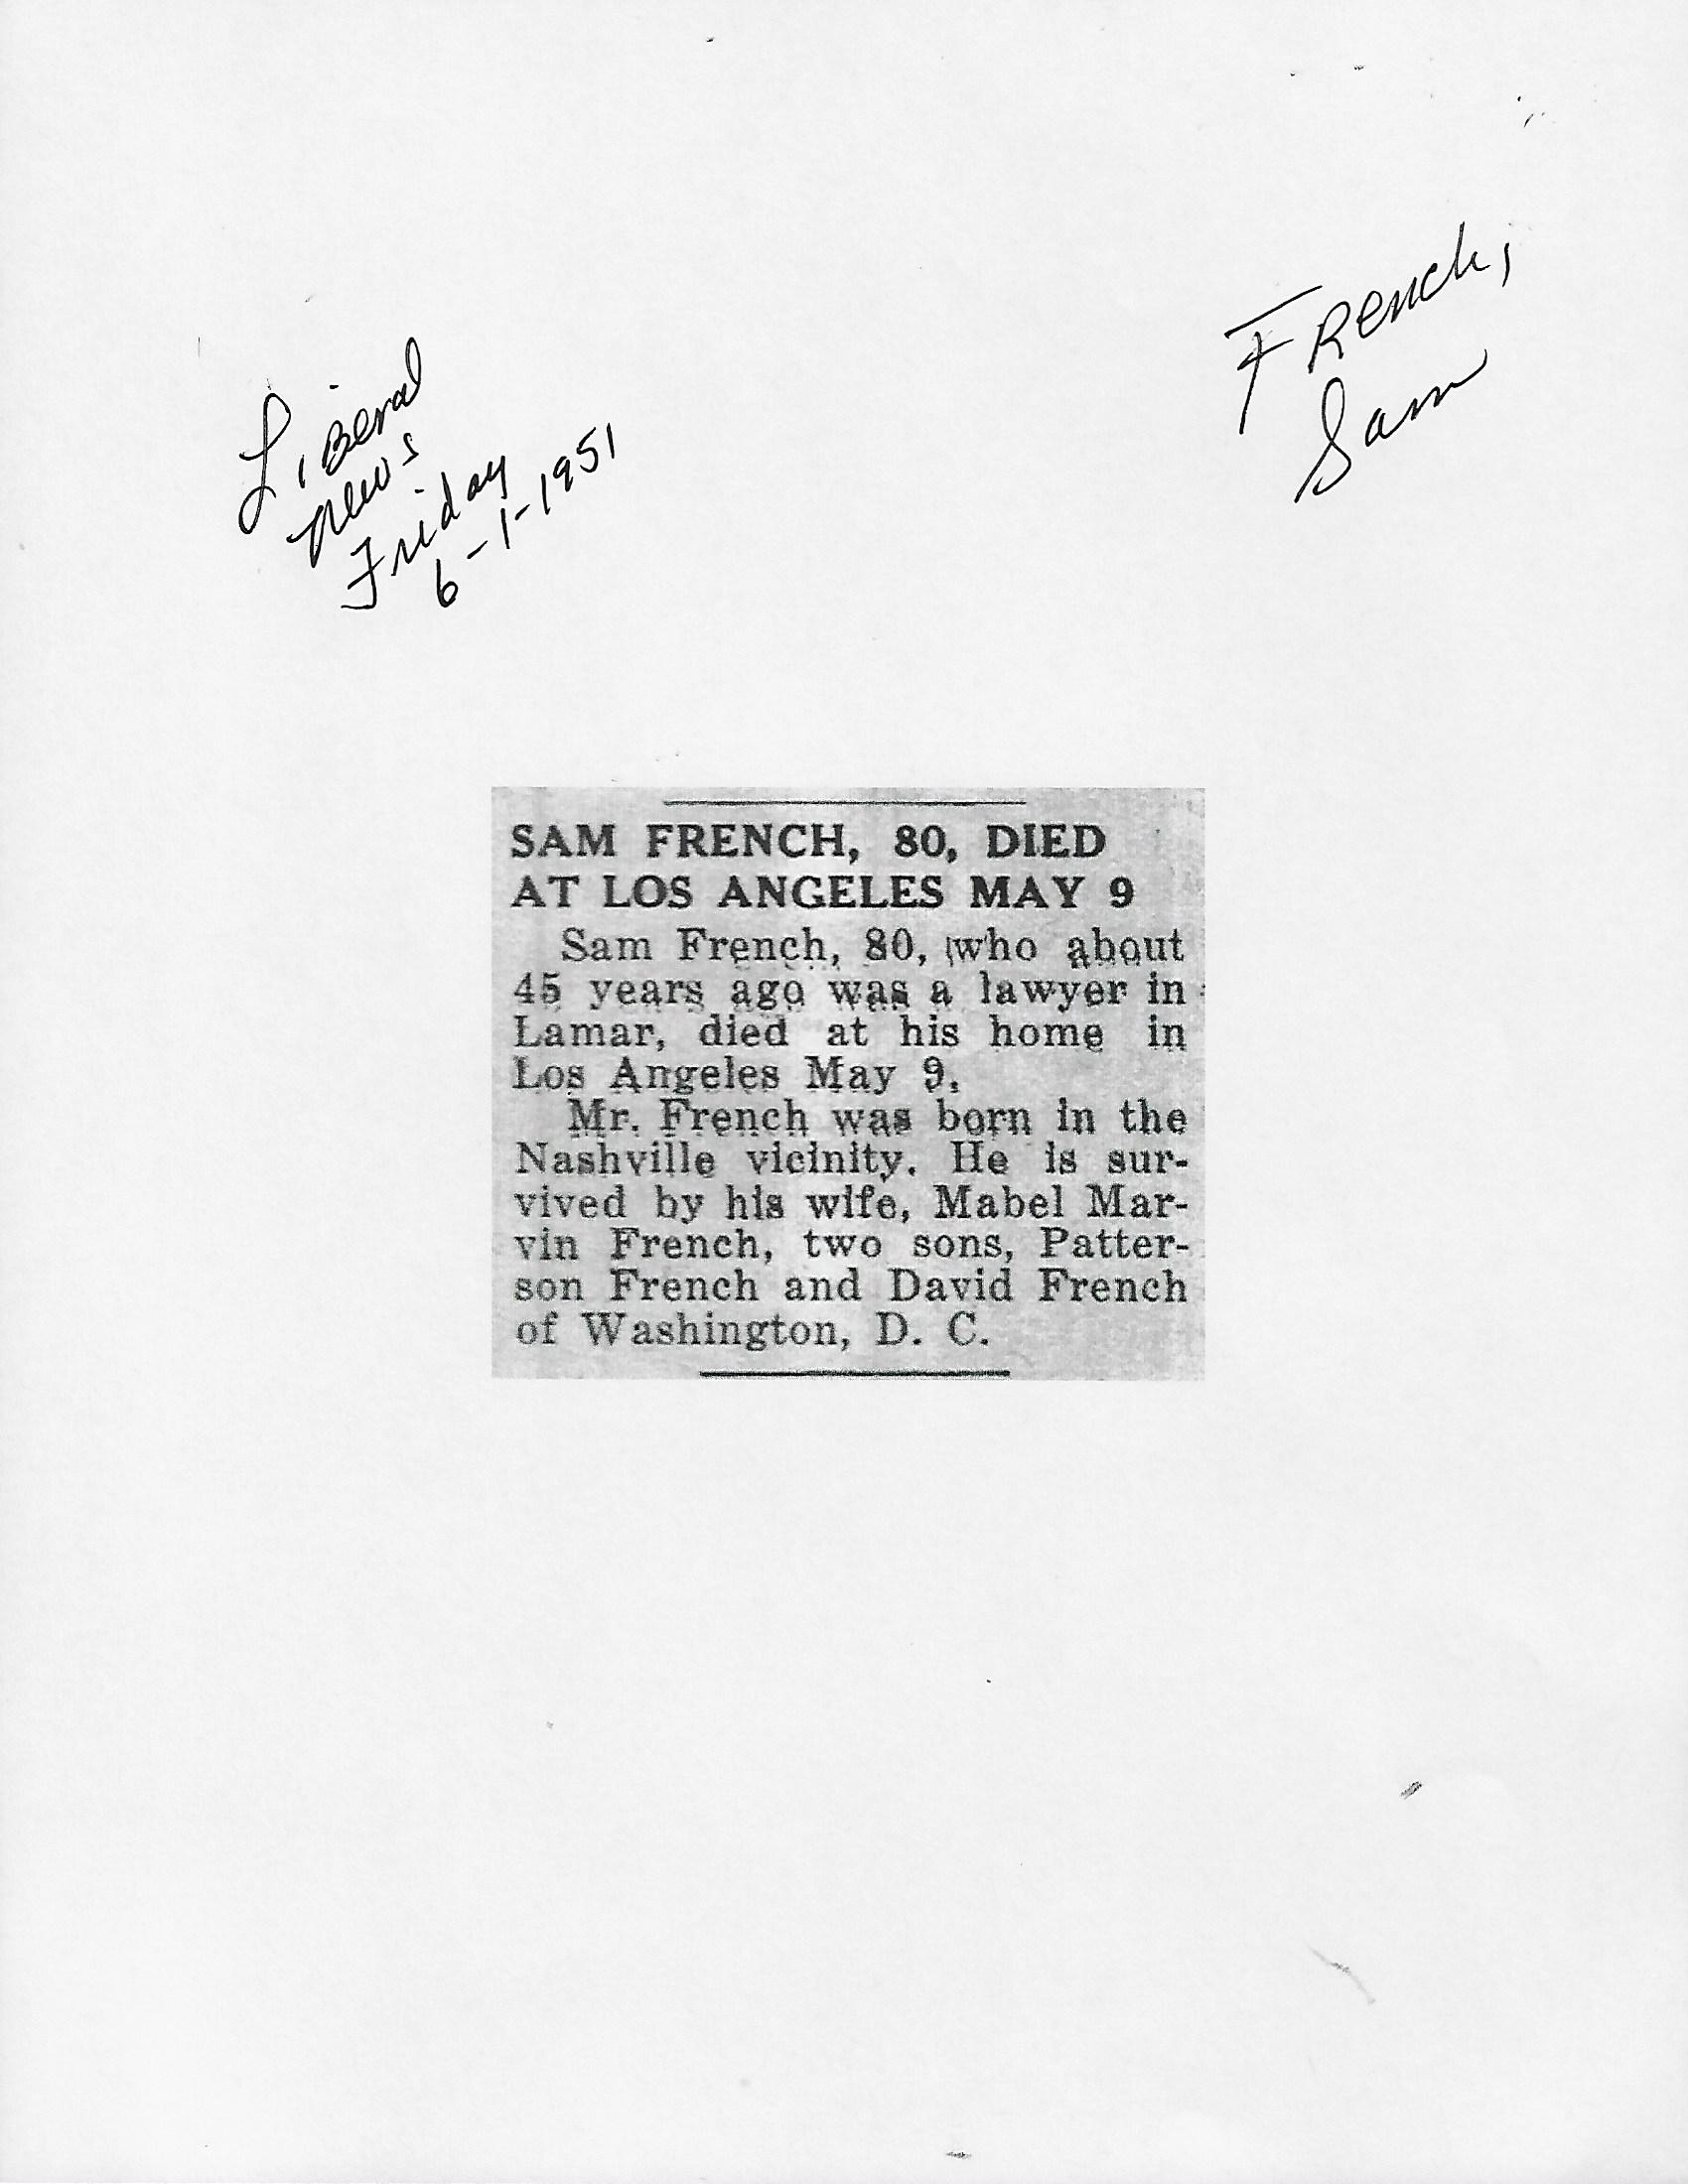 French,
Sam
Liberal
News
Friday
6-1-1951
SAM FRENCH, 80, DIED
AT LOS ANGELES MAY 9
Sam French, 80, who about
45 years ago was a lawyer in
Lamar, died at his home in
Los Angeles May 9.
Mr. French was born in the
Nashville vicinity. He is sur-
vived by his wife, Mabel Mar-
vin French, two sons, Patter-
son French and David French
of Washington, D. C.